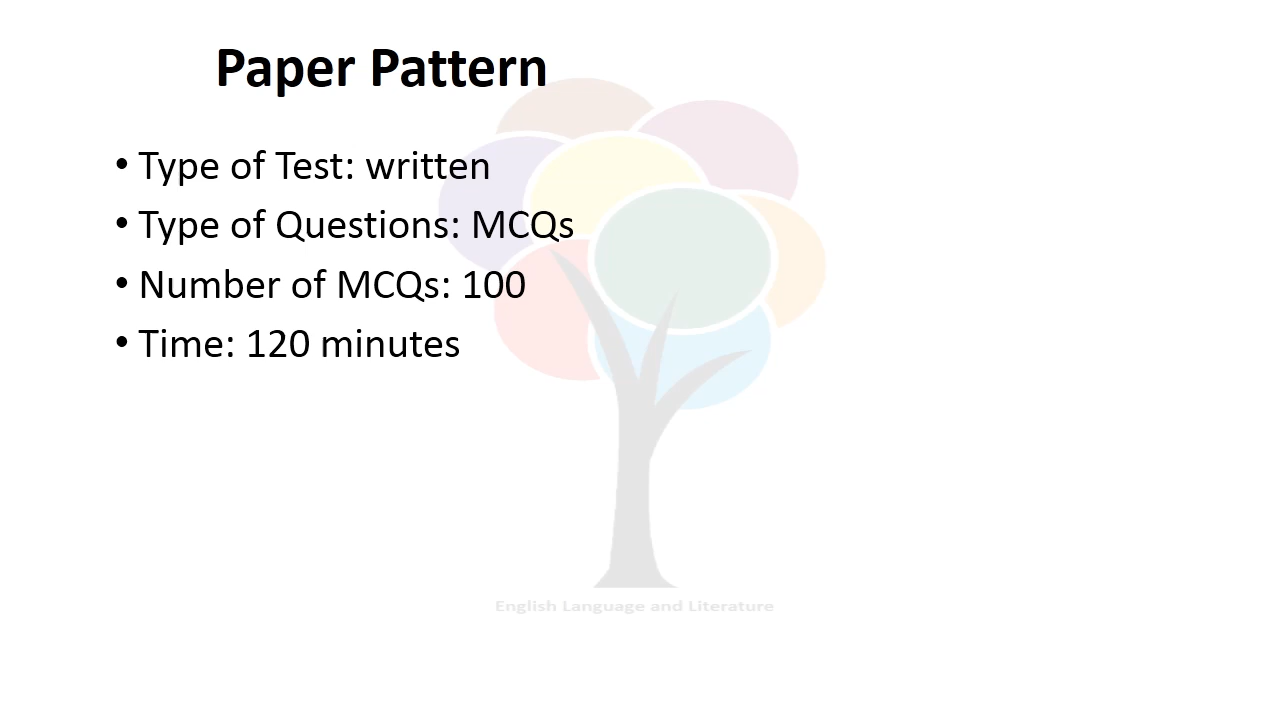 Paper Pattern
• Type of Test: written
• Type of Questions: MCQs
• Number of MCQs: 100
• Time: 120 minutes
English Language and Literature